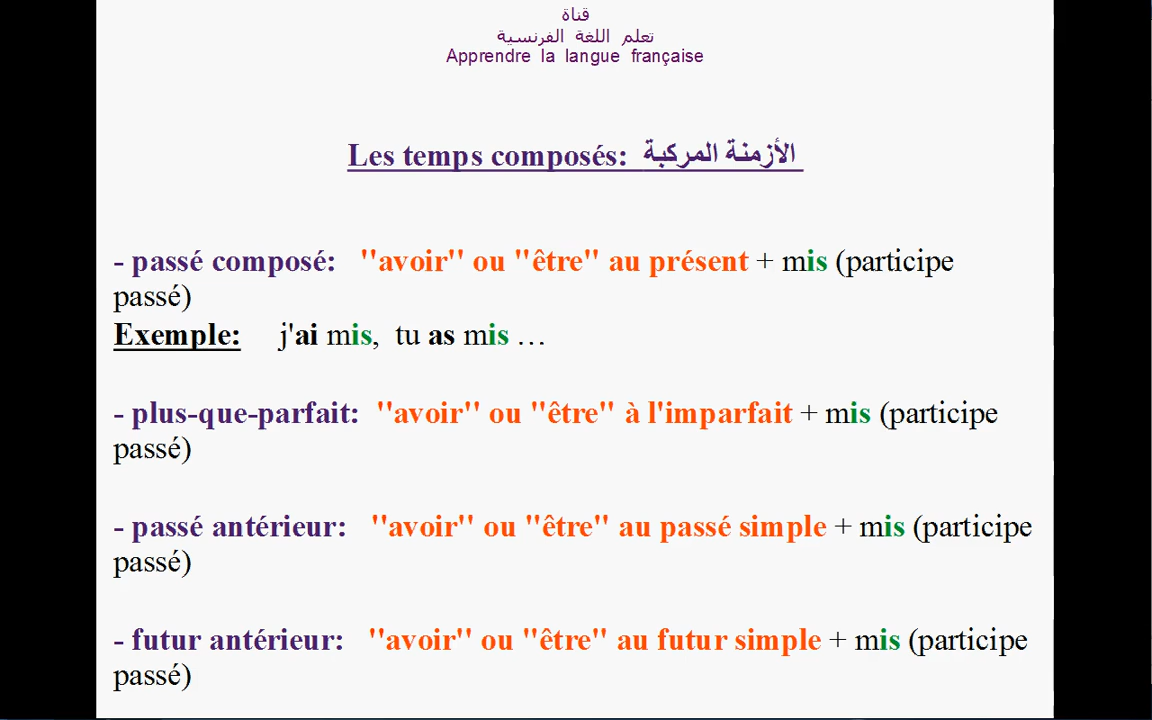 قناة
تعلم اللغة الفرنسية
Apprendre la langue française
Les temps composés: الأزمنة المركبة
- passé composé: ''avoir'' ou ''être'' au présent + mis (participe
passé)
Exemple: j'ai mis, tu as mis …
- plus-que-parfait: ''avoir'' ou ''être'' à l'imparfait + mis (participe
passé)
- passé antérieur: ''avoir'' ou ''être'' au passé simple + mis (participe
passé)
- futur antérieur: ''avoir'' ou ''être'' au futur simple + mis (participe
passé)